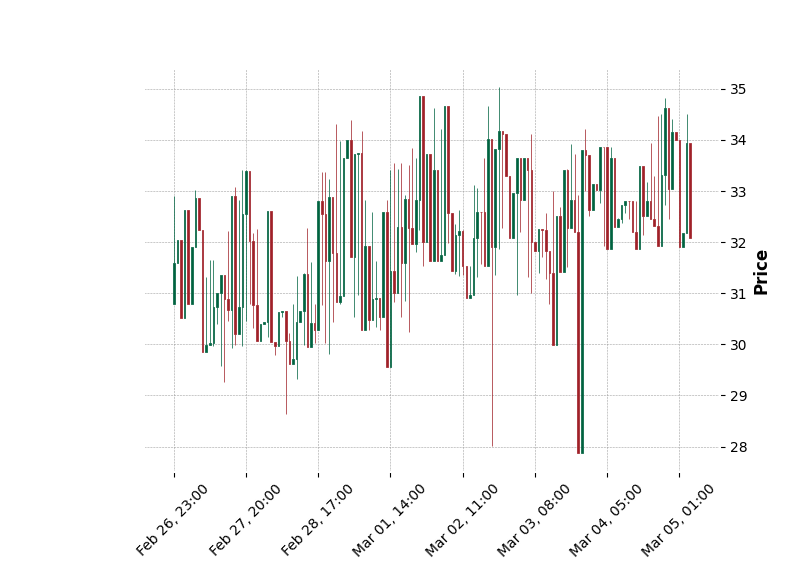 35
34
33
32
31
30
29
28
Price
Feb 26, 23:00
Feb 27, 20:00
Feb 28, 17:00
Mar 01, 14:00
Mar 02, 11:00
Mar 03, 08:00
Mar 04, 05:00
Mar 05, 01:00